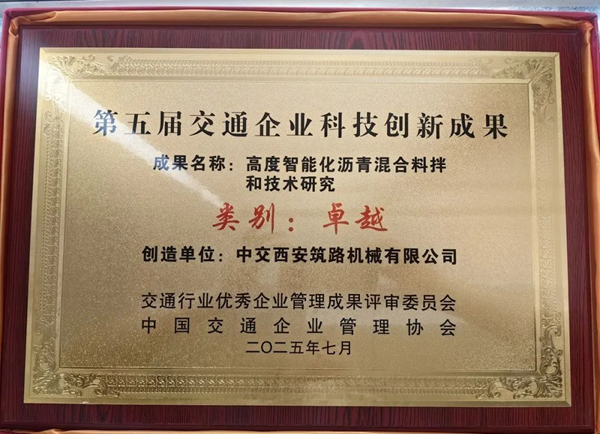 第五届交通企业科技创新成果
成果名称：高度智能化沥青混合料拌
和技术研究
类别：卓越
创造单位：中交西安筑路机械有限公司
交通行业优秀企业管理成果评审委员会
中国交通企业管理协会
二〇二五年七月